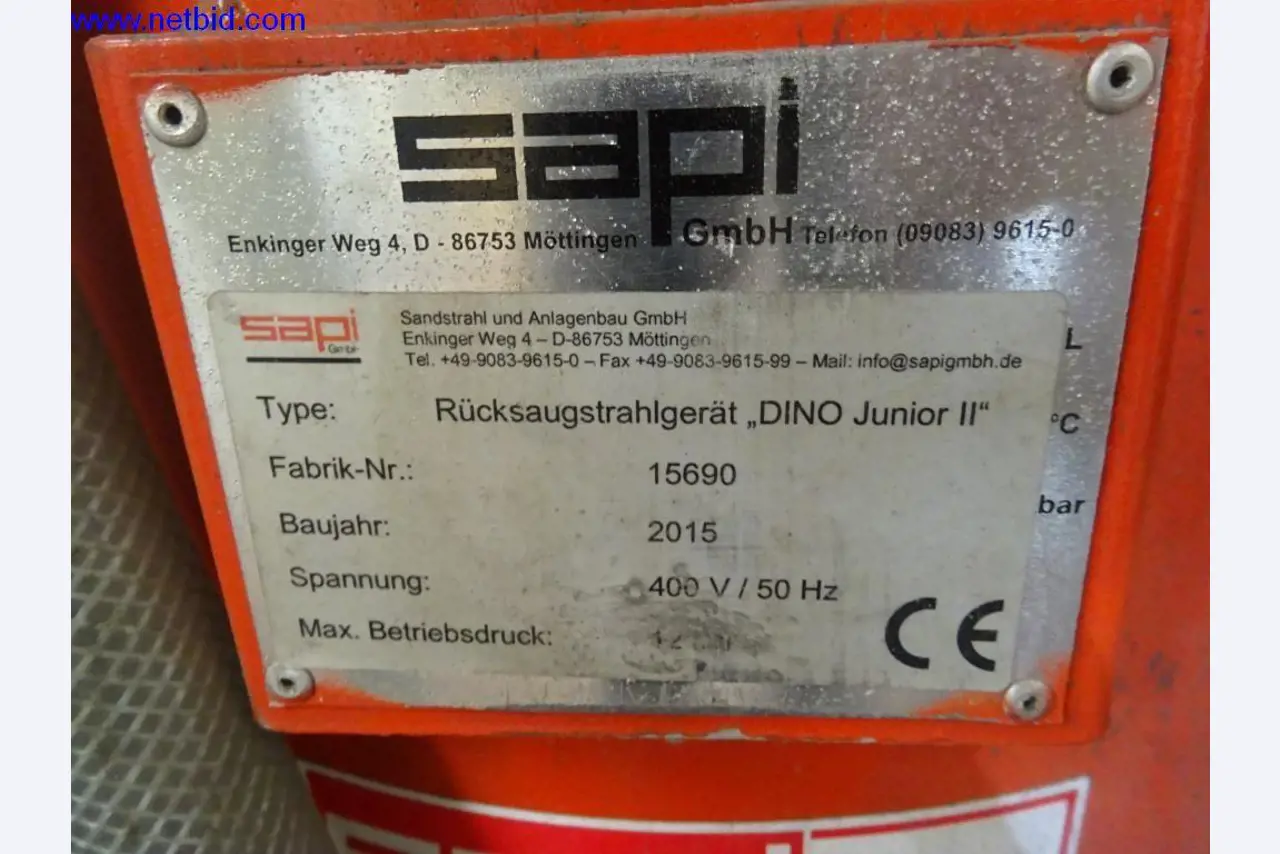 www.netbid.com
sapi
Enkinger Weg 4, D - 86753 Möttingen GmbH Telefon (09083) 9615-0
sapi GmbH
Sandstrahl und Anlagenbau GmbH
Enkinger Weg 4 – D-86753 Möttingen
Tel. +49-9083-9615-0 – Fax +49-9083-9615-99 – Mail: info@sapigmbh.de
L
Type: Rücksaugstrahlgerät „DINO Junior II“
°C
Fabrik-Nr.: 15690
bar
Baujahr: 2015
Spannung: 400 V / 50 Hz
Max. Betriebsdruck:
CE